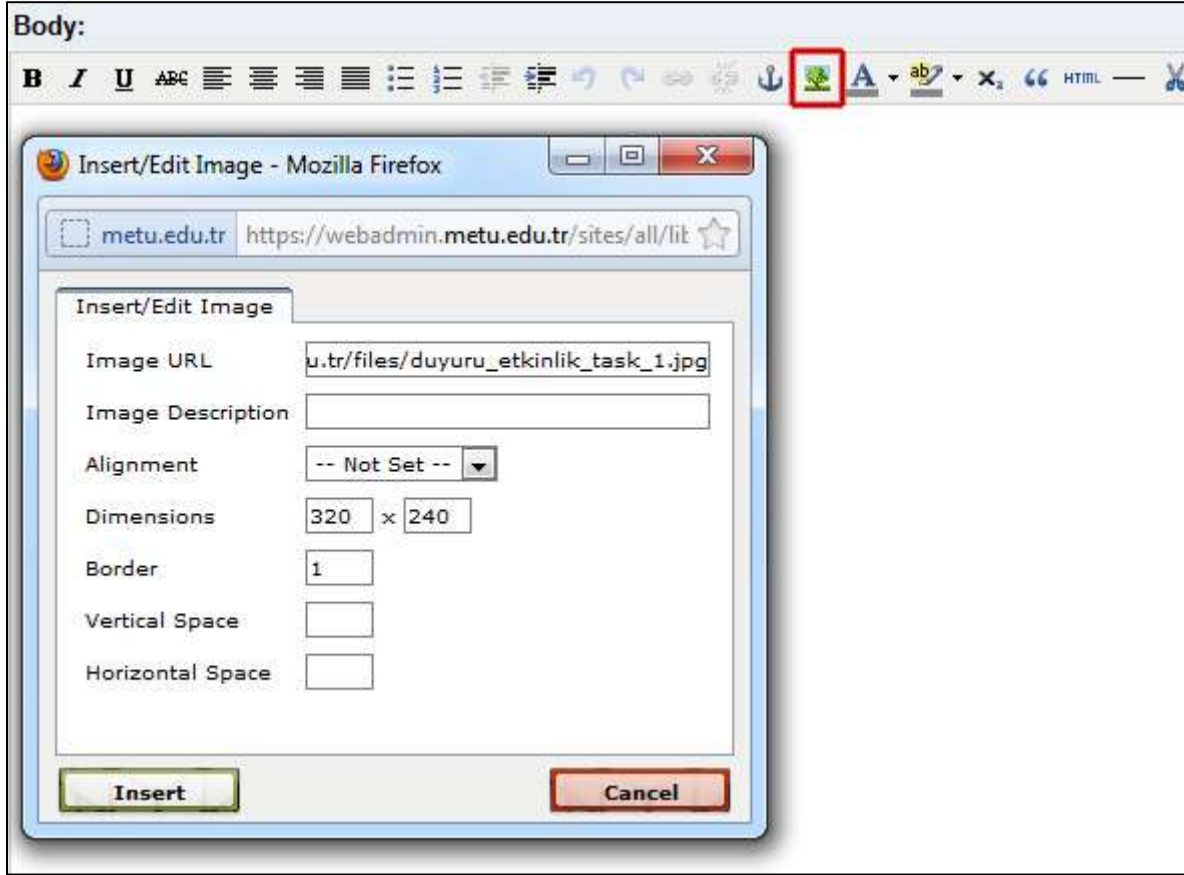 Body:
B I U ABC A ab x₂ “ HTML —
Insert/Edit Image - Mozilla Firefox
metu.edu.tr https://webadmin.metu.edu.tr/sites/all/lib
Insert/Edit Image
Image URL u.tr/files/duyuru_etkinlik_task_1.jpg
Image Description
Alignment -- Not Set --
Dimensions 320 x 240
Border 1
Vertical Space
Horizontal Space
Insert Cancel